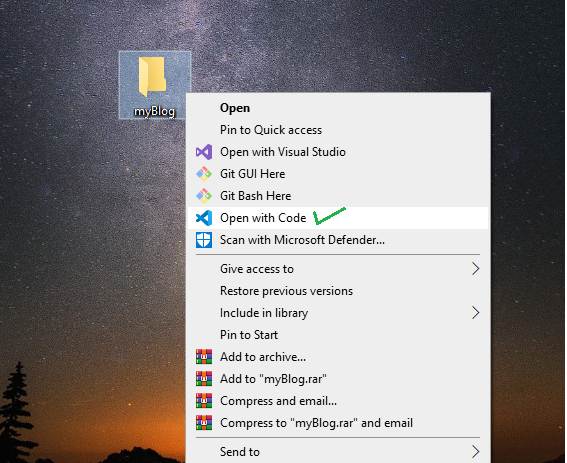 myBlog
Open
Pin to Quick access
Open with Visual Studio
Git GUI Here
Git Bash Here
Open with Code
Scan with Microsoft Defender...
Give access to
Restore previous versions
Include in library
Pin to Start
Add to archive...
Add to "myBlog.rar"
Compress and email...
Compress to "myBlog.rar" and email
Send to